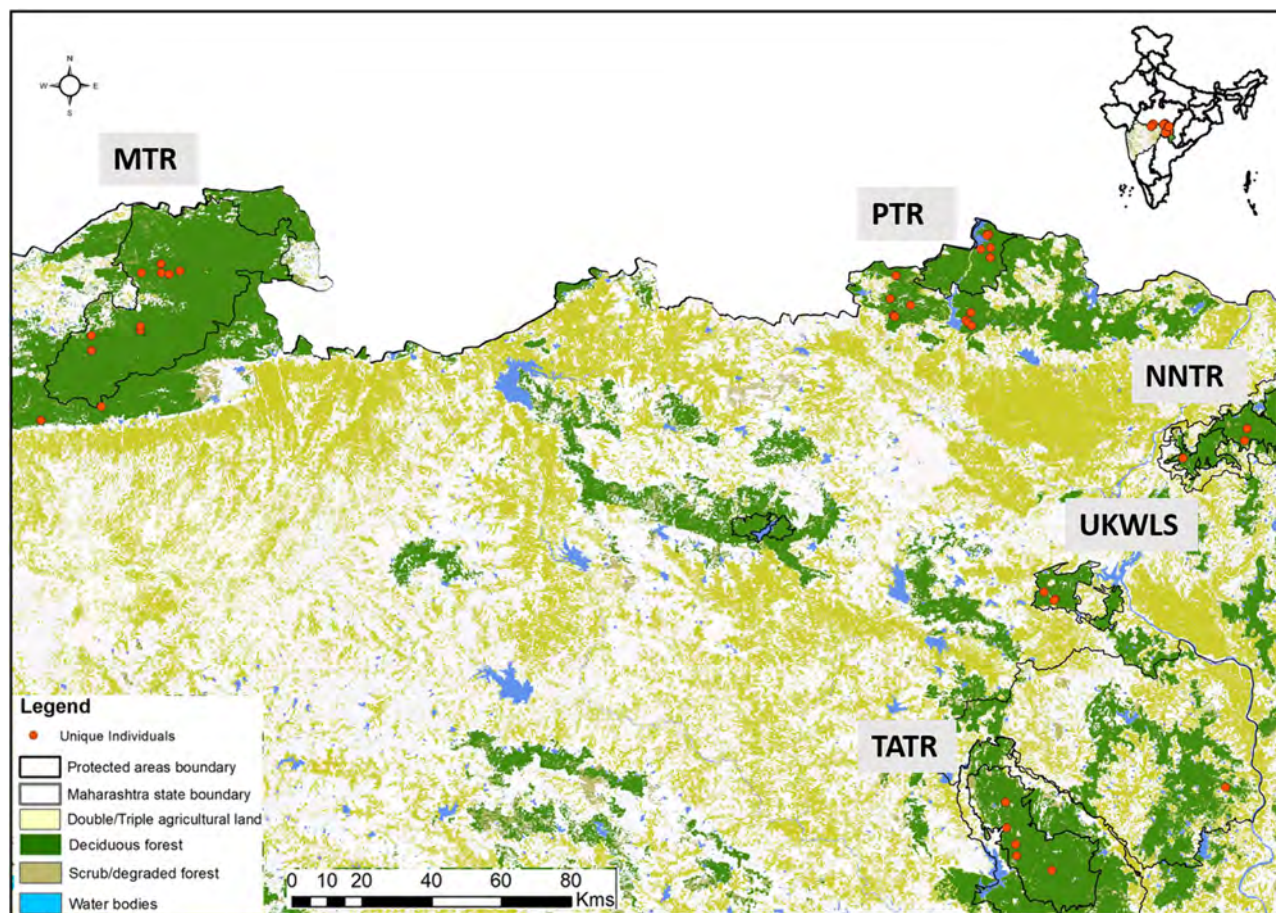 N
W E
S
MTR
PTR
NNTR
UKWLS
TATR
Legend
Unique Individuals
Protected areas boundary
Maharashtra state boundary
Double/Triple agricultural land
Deciduous forest
Scrub/degraded forest
Water bodies
0 10 20 40 60 80
Kms